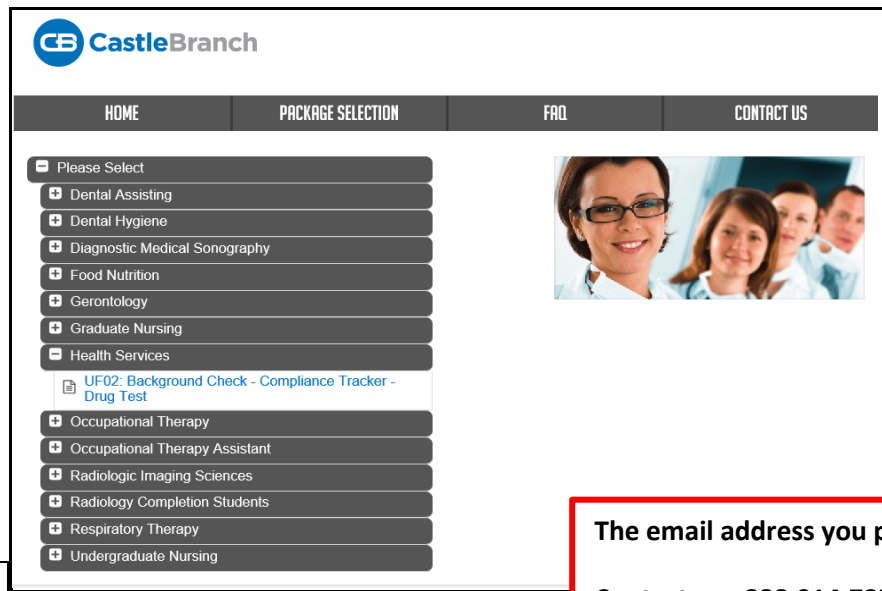 CB CastleBranch
HOME PACKAGE SELECTION FAQ CONTACT US
Please Select
Dental Assisting
Dental Hygiene
Diagnostic Medical Sonography
Food Nutrition
Gerontology
Graduate Nursing
Health Services
UF02: Background Check - Compliance Tracker -
Drug Test
Occupational Therapy
Occupational Therapy Assistant
Radiologic Imaging Sciences
Radiology Completion Students
Respiratory Therapy
Undergraduate Nursing
The email address you